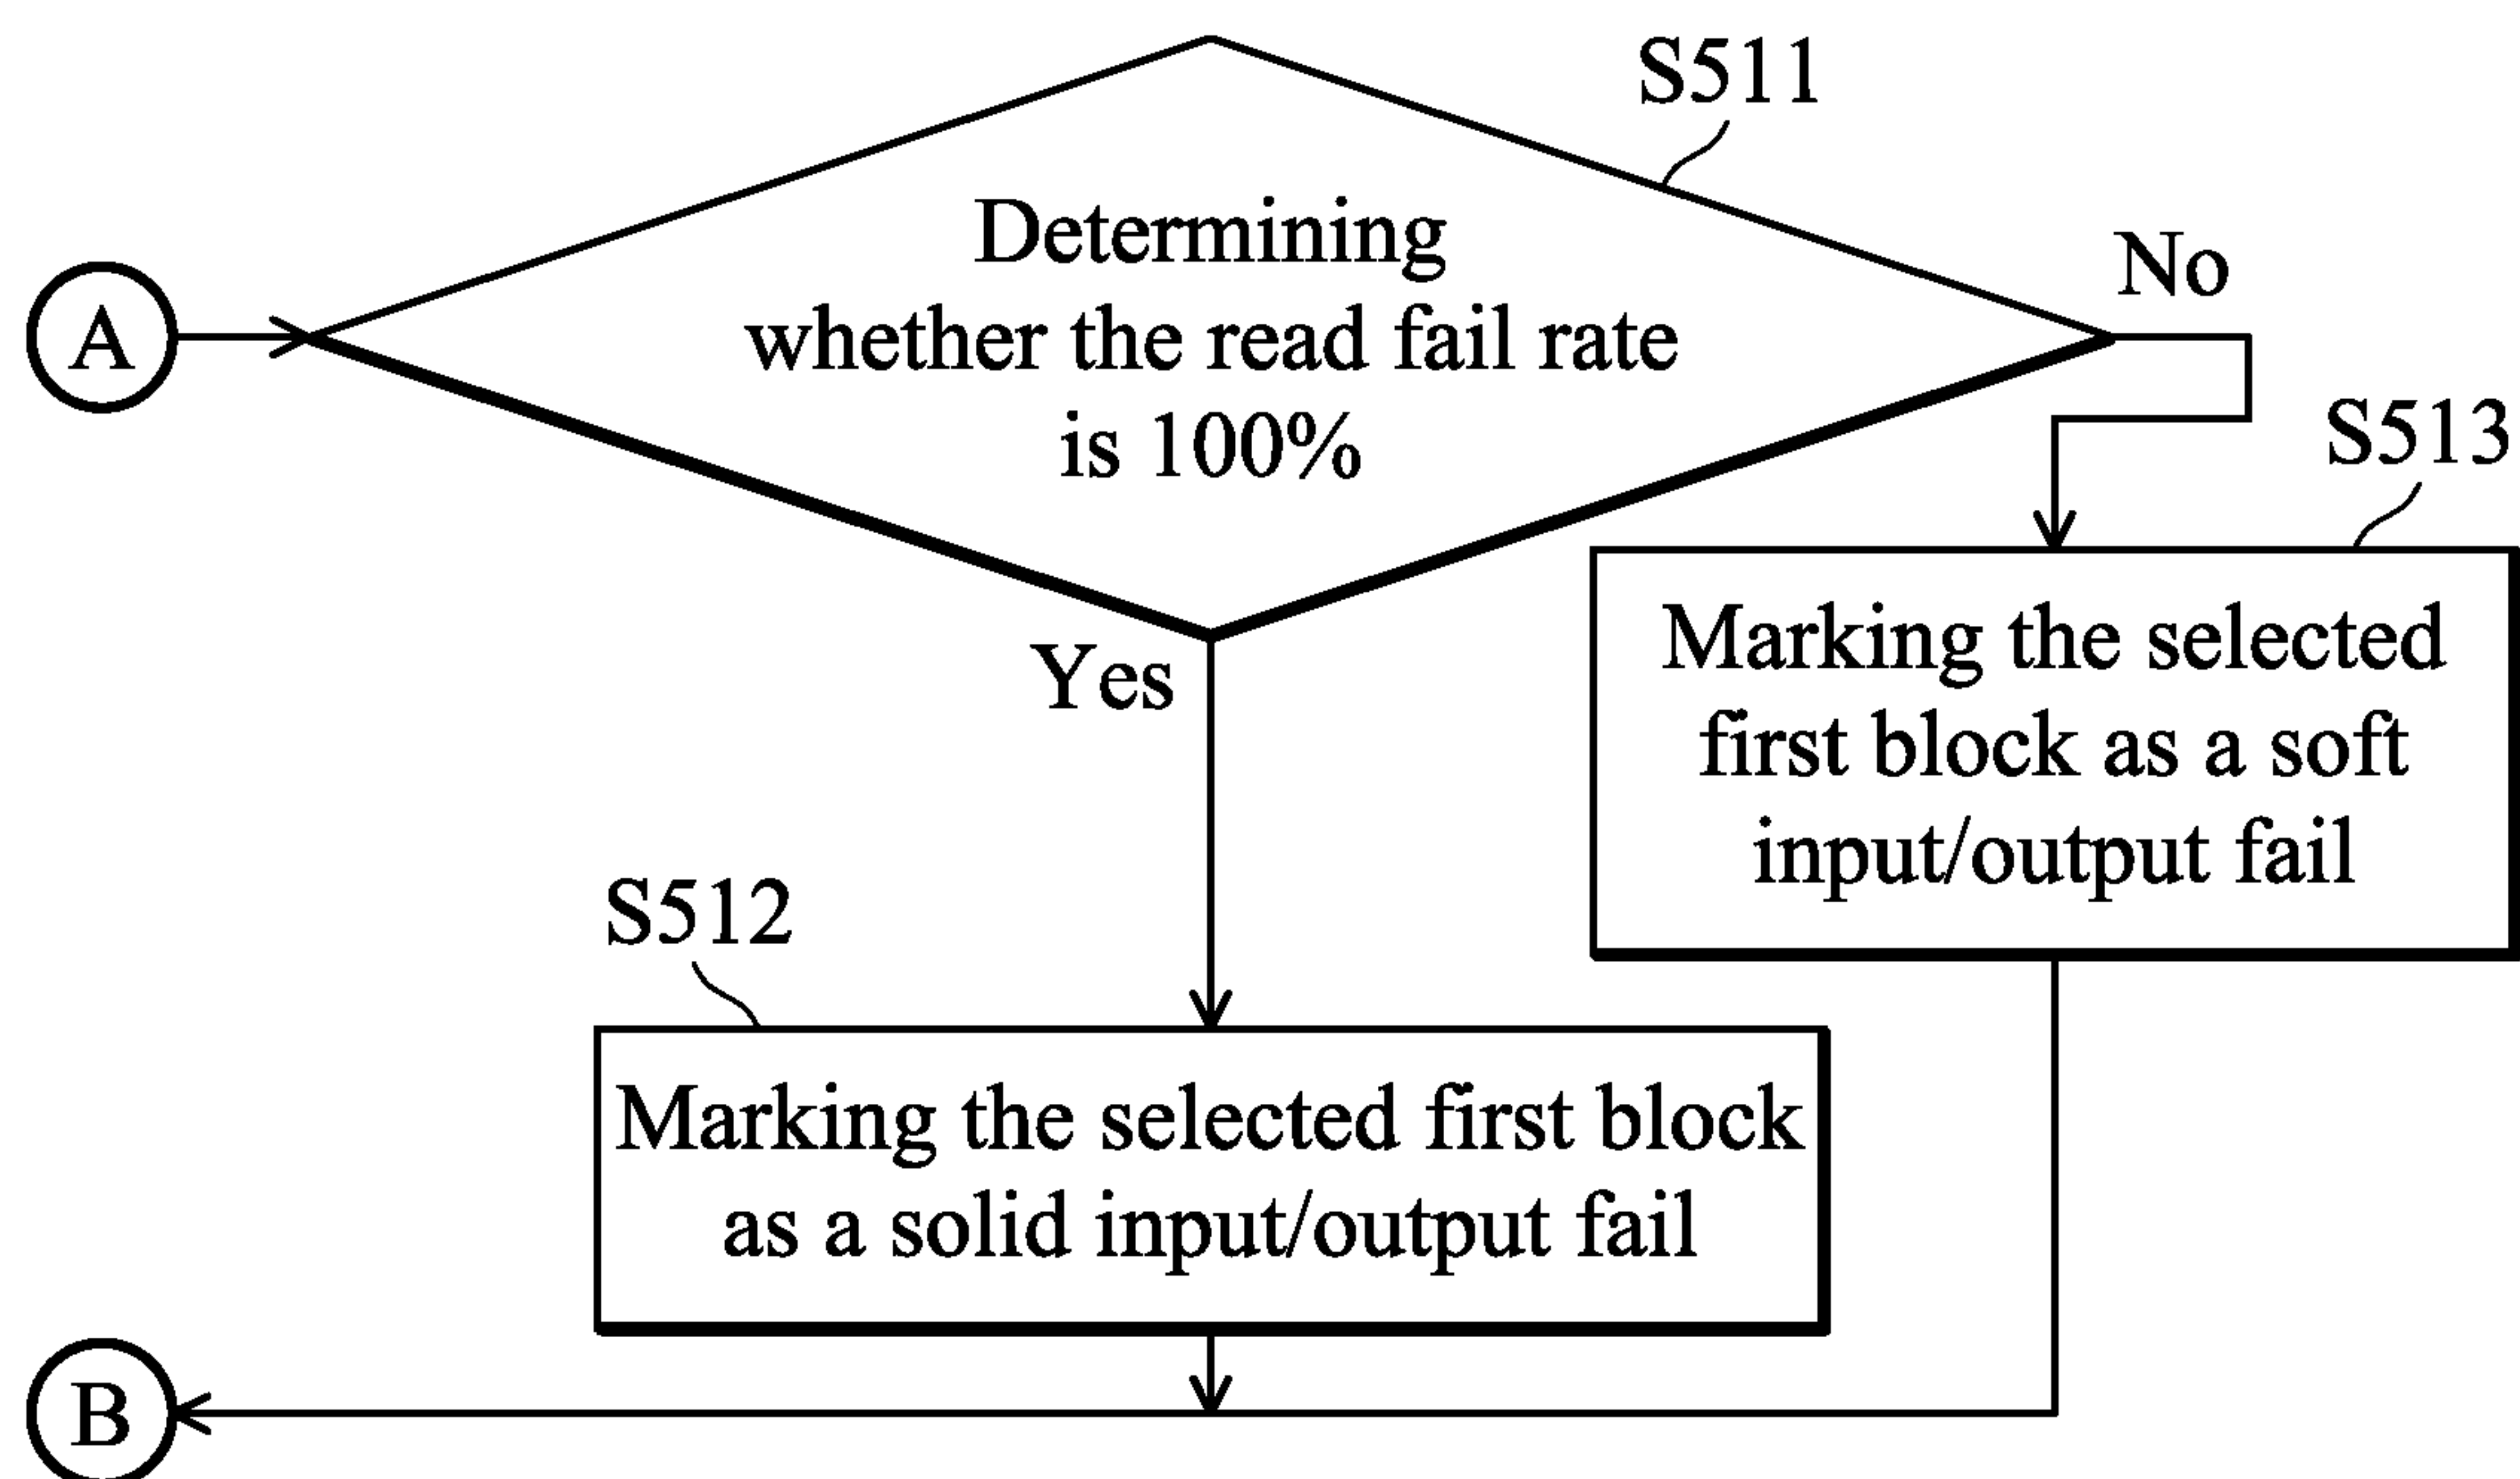 S511
Determining
whether the read fail rate
is 100%
A
No
S513
Marking the selected
first block as a soft
input/output fail
Yes
S512
Marking the selected first block
as a solid input/output fail
B